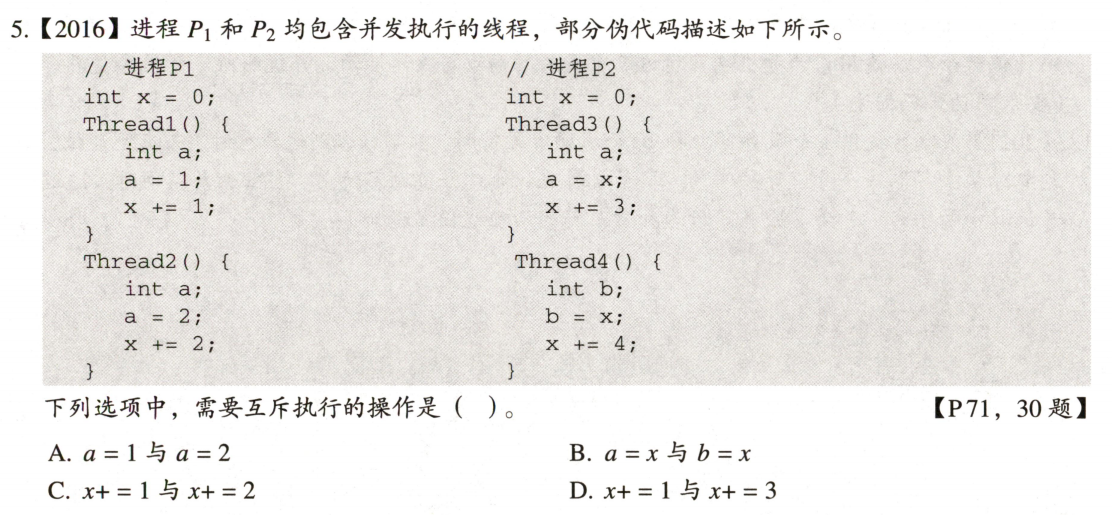 5.【2016】进程 P1 和 P2 均包含并发执行的线程，部分伪代码描述如下所示。
// 进程P1 // 进程P2
int x = 0; int x = 0;
Thread1() { Thread3() {
int a; int a;
a = 1; a = x;
x += 1; x += 3;
} }
Thread2() { Thread4() {
int a; int b;
a = 2; b = x;
x += 2; x += 4;
} }
下列选项中，需要互斥执行的操作是（ ）。 【P71，30 题】
A. a = 1 与 a = 2 B. a = x 与 b = x
C. x+ = 1 与 x+ = 2 D. x+ = 1 与 x+ = 3